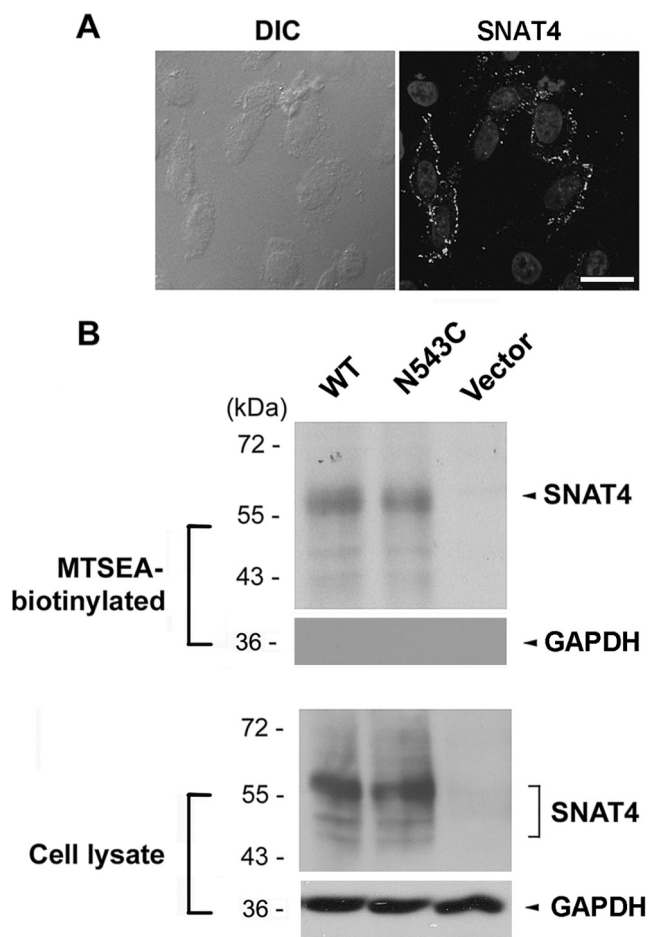 A
DIC
SNAT4
B
WT
N543C
Vector
(kDa)
72 -
55 -
43 -
36 -
SNAT4
MTSEA-
biotinylated
GAPDH
72 -
55 -
43 -
36 -
SNAT4
Cell lysate
GAPDH